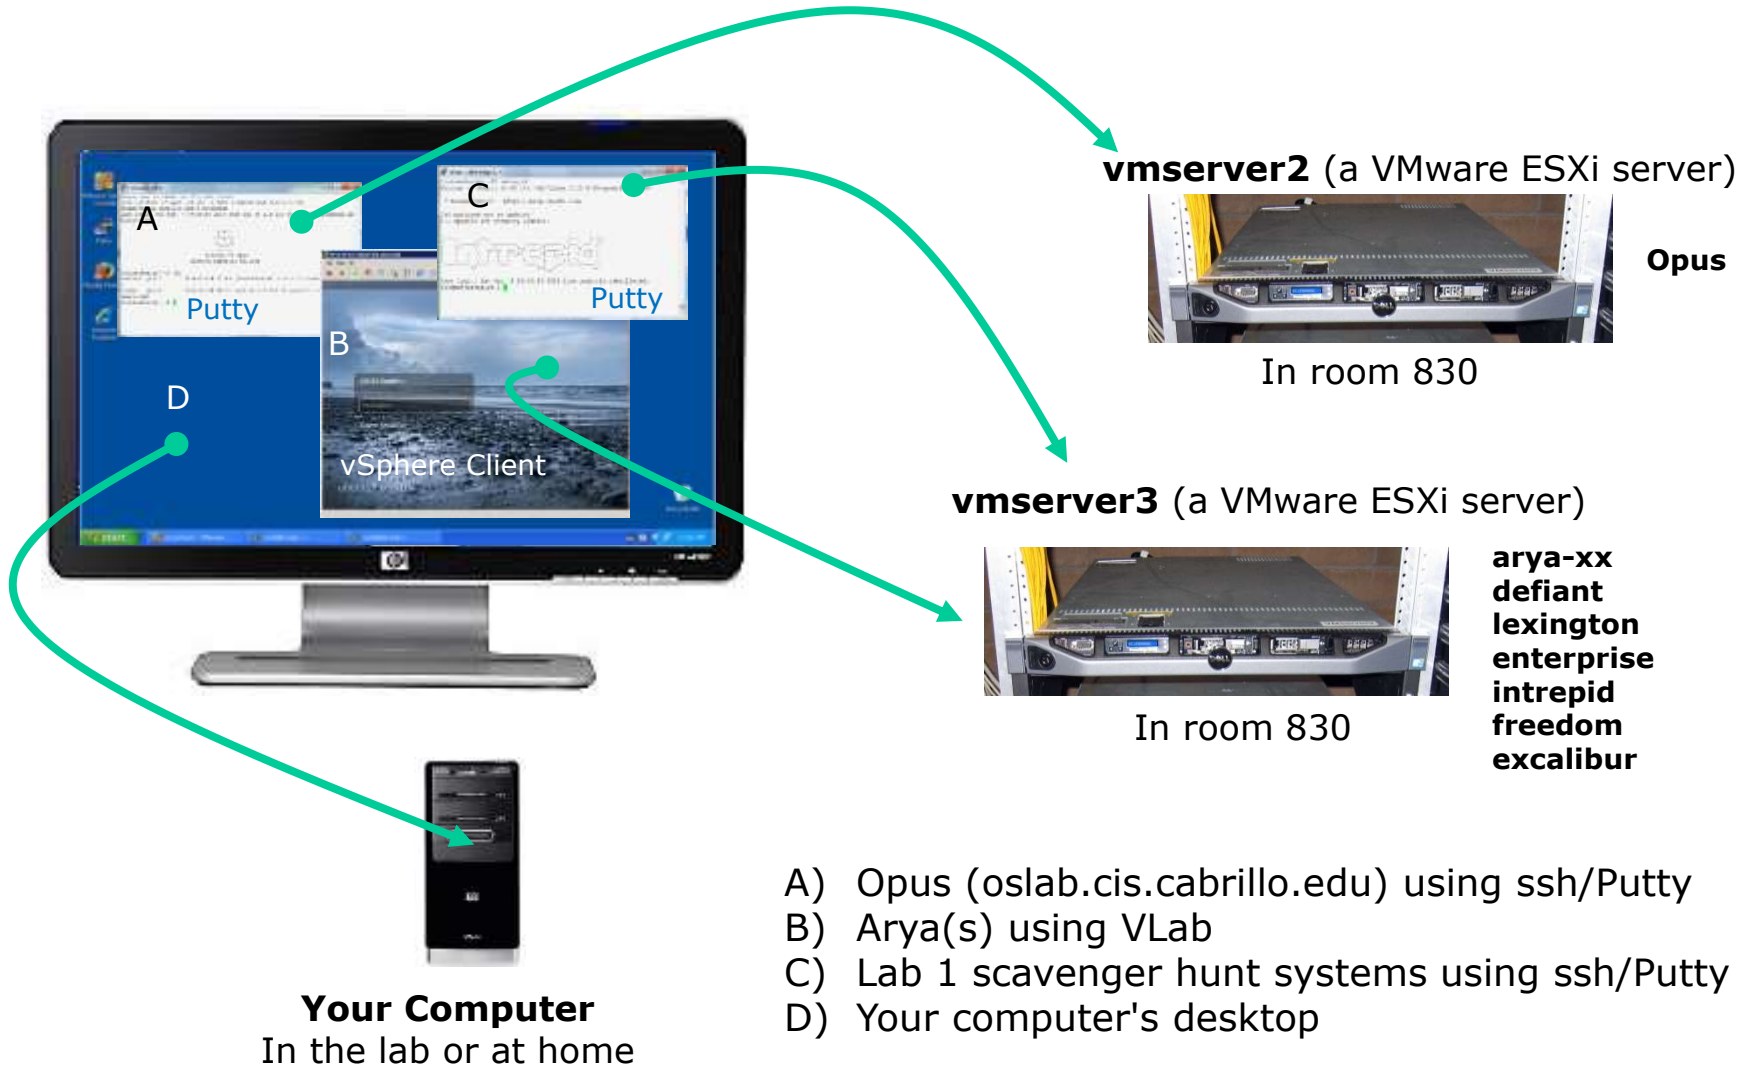 A
Putty
C
Putty
B
D
vSphere Client
intrepid
hp
vmserver2 (a VMware ESXi server)
Opus
In room 830
vmserver3 (a VMware ESXi server)
arya-xx
defiant
lexington
enterprise
intrepid
freedom
excalibur
In room 830
Your Computer
In the lab or at home
A) Opus (oslab.cis.cabrillo.edu) using ssh/Putty
B) Arya(s) using VLab
C) Lab 1 scavenger hunt systems using ssh/Putty
D) Your computer's desktop